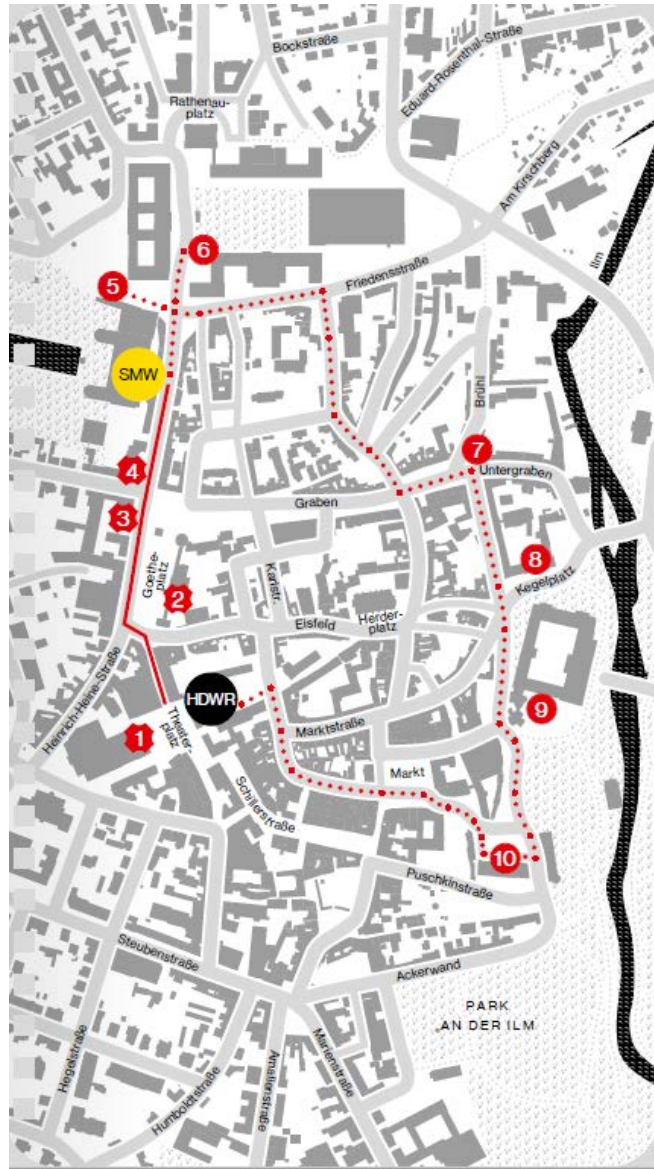 Bockstraße
Eduard-Rosenthal-Straße
Rathenau-
platz
Am Kirschberg
Ilm
6
5
Friedensstraße
SMW
Brühl
7
4
Untergraben
3
Graben
8
Goethe-
platz
Karlstr.
2
Kegelplatz
Eisfeld
Herder-
platz
HDWR
Heinrich-Heine-Straße
9
1
Theater-
platz
Marktstraße
Markt
Schillerstraße
10
Puschkinstraße
Steubenstraße
Ackerwand
PARK
AN DER ILM
Hegelstraße
Humboldtstraße
Amalienstraße
Marienstraße